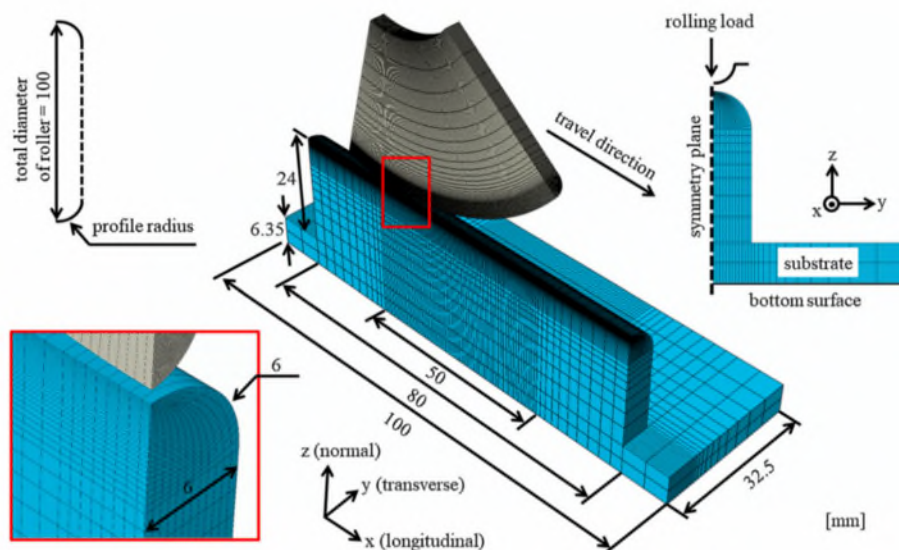 total diameter
of roller = 100
profile radius
24
6.35
travel direction
rolling load
symmetry plane
z
x
y
substrate
bottom surface
6
6
50
80
100
32.5
z (normal)
y (transverse)
x (longitudinal)
[mm]